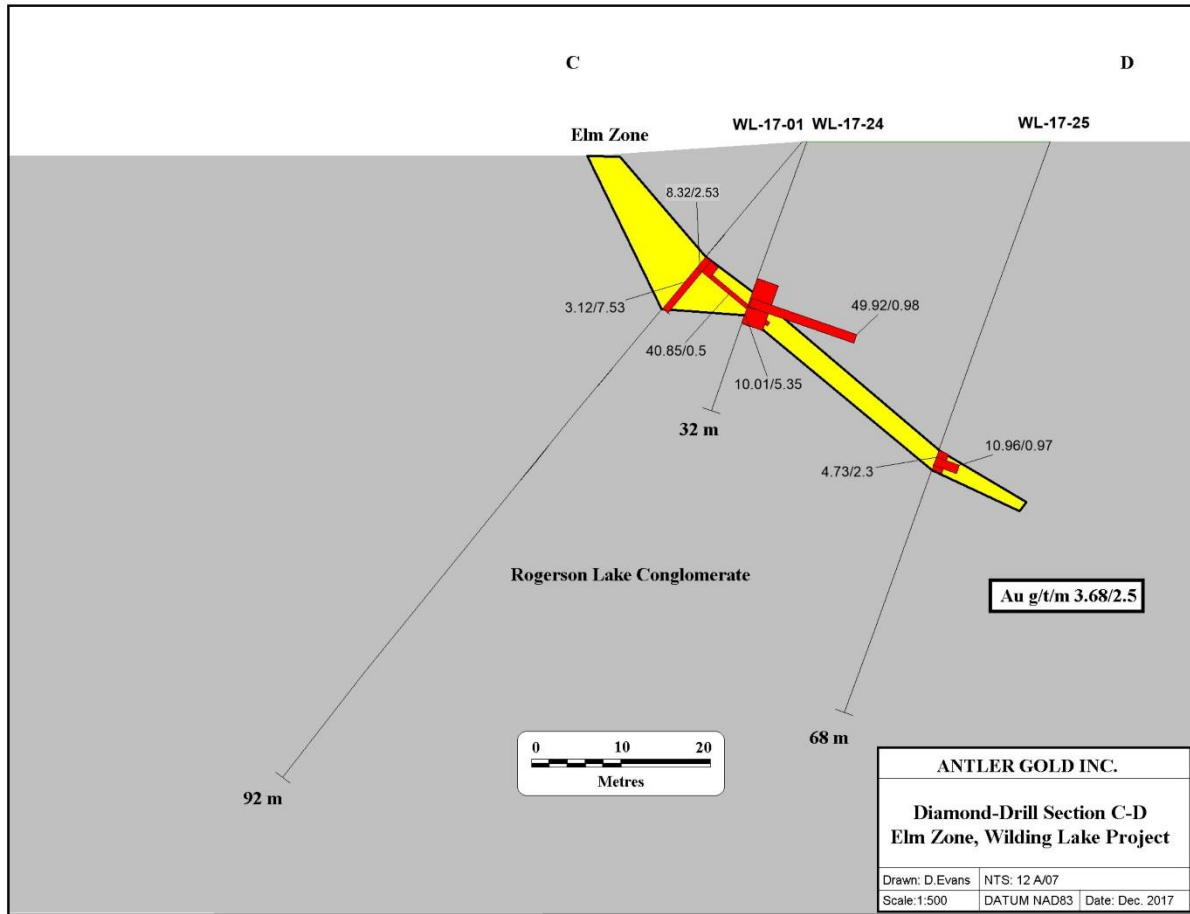 C
D
WL-17-01 WL-17-24
WL-17-25
Elm Zone
8.32/2.53
3.12/7.53
49.92/0.98
40.85/0.5
10.01/5.35
32 m
10.96/0.97
4.73/2.3
Rogerson Lake Conglomerate
Au g/t/m 3.68/2.5
68 m
0 10 20
Metres
92 m
ANTLER GOLD INC.
Diamond-Drill Section C-D
Elm Zone, Wilding Lake Project
Drawn: D.Evans NTS: 12 A/07
Scale:1:500 DATUM NAD83 Date: Dec. 2017